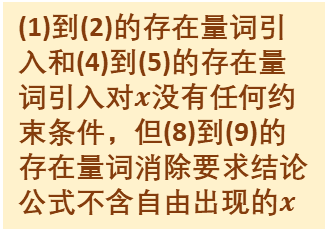 (1)到(2)的存在量词引
入和(4)到(5)的存在量
词引入对x没有任何约
束条件，但(8)到(9)的
存在量词消除要求结论
公式不含自由出现的x